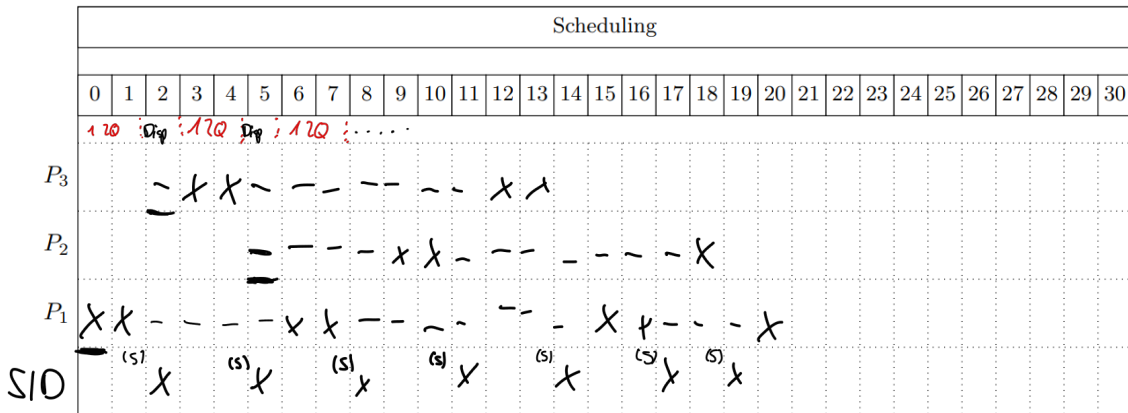 Scheduling
0 1 2 3 4 5 6 7 8 9 10 11 12 13 14 15 16 17 18 19 20 21 22 23 24 25 26 27 28 29 30
1 ZQ Disp 1 ZQ Disp 1 ZQ .....
P3 – X X – – – – – – – X X
P2 – – – – X X – – – – – – – X
P1 X X – – – – X X – – – – – – – X X – – – X
(S) (S) (S) (S) (S) (S) (S)
S/D X X X X X X X